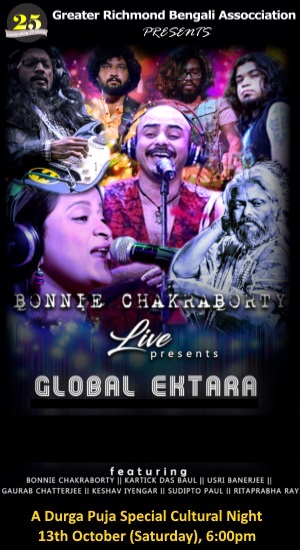 25
Greater Richmond Bengali Assocciation
PRESENTS
BONNIE CHAKRABORTY
Live
presents
GLOBAL EKTARA
featuring
BONNIE CHAKRABORTY || KARTICK DAS BAUL || USRI BANERJEE ||
GAURAB CHATTERJEE || KESHAV IYENGAR || SUDIPTO PAUL || RITAPRABHA RAY
A Durga Puja Special Cultural Night
13th October (Saturday), 6:00pm